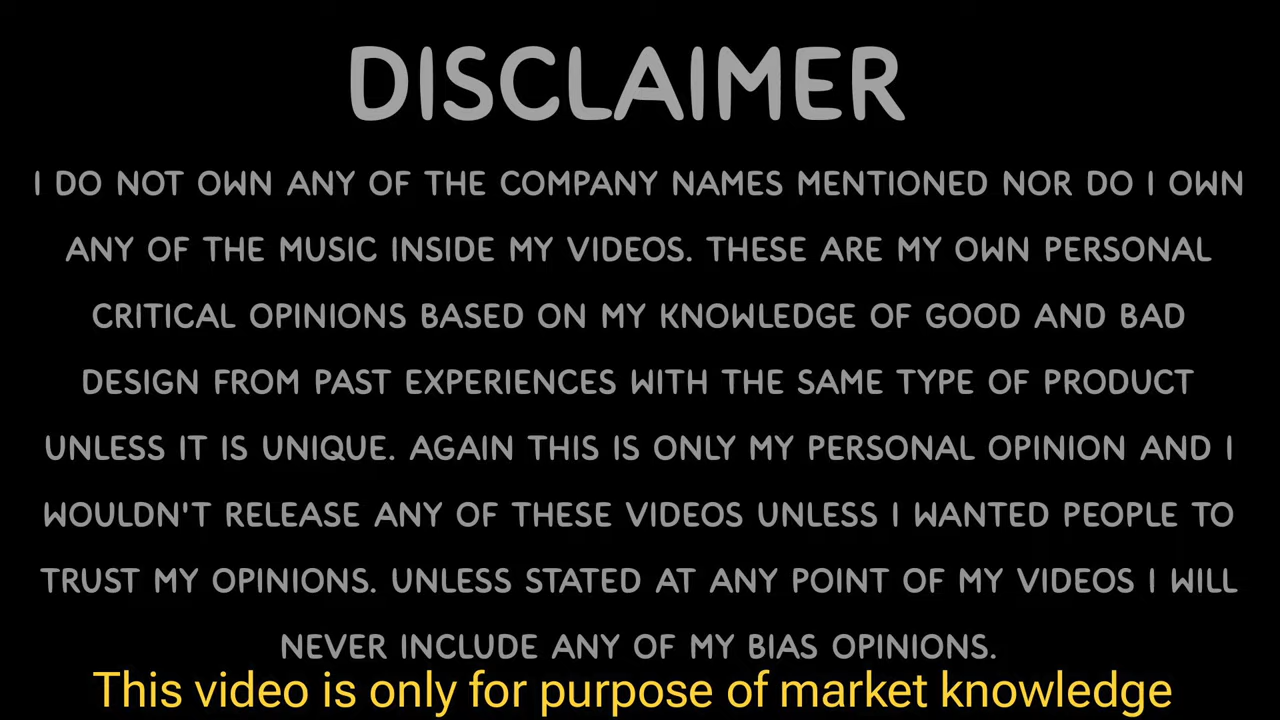 DISCLAIMER
I DO NOT OWN ANY OF THE COMPANY NAMES MENTIONED NOR DO I OWN
ANY OF THE MUSIC INSIDE MY VIDEOS. THESE ARE MY OWN PERSONAL
CRITICAL OPINIONS BASED ON MY KNOWLEDGE OF GOOD AND BAD
DESIGN FROM PAST EXPERIENCES WITH THE SAME TYPE OF PRODUCT
UNLESS IT IS UNIQUE. AGAIN THIS IS ONLY MY PERSONAL OPINION AND I
WOULDN'T RELEASE ANY OF THESE VIDEOS UNLESS I WANTED PEOPLE TO
TRUST MY OPINIONS. UNLESS STATED AT ANY POINT OF MY VIDEOS I WILL
NEVER INCLUDE ANY OF MY BIAS OPINIONS.
This video is only for purpose of market knowledge